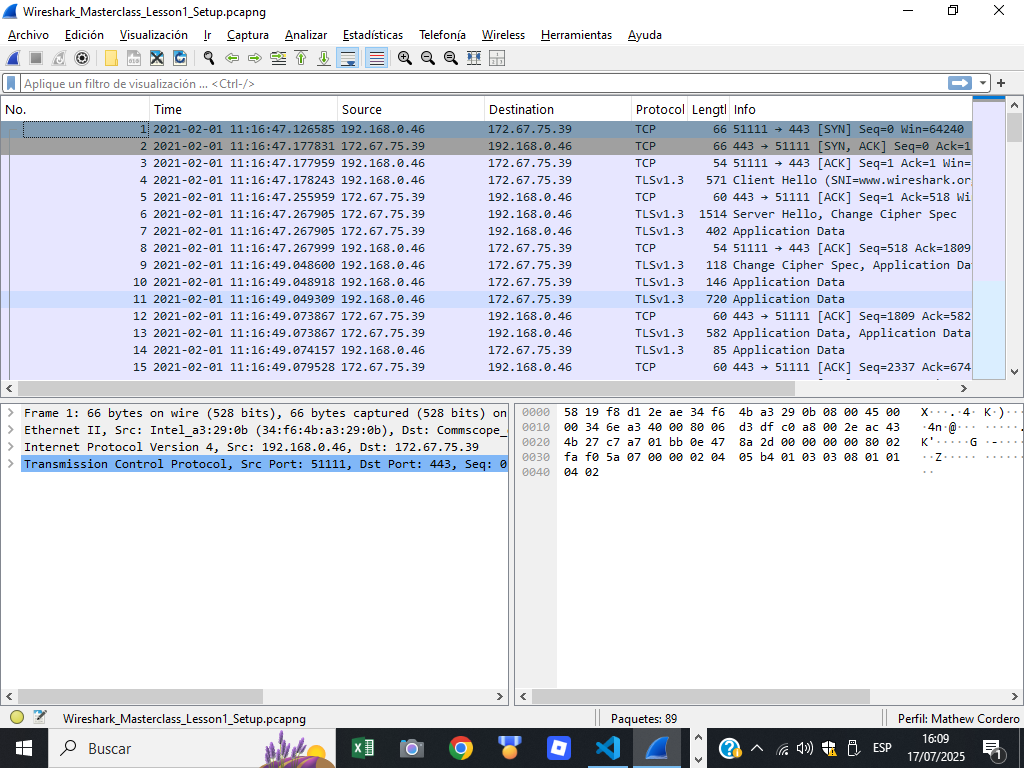 Wireshark_Masterclass_Lesson1_Setup.pcapng
Archivo Edición Visualización Ir Captura Analizar Estadísticas Telefonía Wireless Herramientas Ayuda
Aplique un filtro de visualización ... <Ctrl-/>
No. Time Source Destination Protocol Lengtl Info
1 2021-02-01 11:16:47.126585 192.168.0.46 172.67.75.39 TCP 66 51111 → 443 [SYN] Seq=0 Win=64240
2 2021-02-01 11:16:47.177831 172.67.75.39 192.168.0.46 TCP 66 443 → 51111 [SYN, ACK] Seq=0 Ack=1
3 2021-02-01 11:16:47.177959 192.168.0.46 172.67.75.39 TCP 54 51111 → 443 [ACK] Seq=1 Ack=1 Win=
4 2021-02-01 11:16:47.178243 192.168.0.46 172.67.75.39 TLSv1.3 571 Client Hello (SNI=www.wireshark.or
5 2021-02-01 11:16:47.255959 172.67.75.39 192.168.0.46 TCP 60 443 → 51111 [ACK] Seq=1 Ack=518 Wi
6 2021-02-01 11:16:47.267905 172.67.75.39 192.168.0.46 TLSv1.3 1514 Server Hello, Change Cipher Spec
7 2021-02-01 11:16:47.267905 172.67.75.39 192.168.0.46 TLSv1.3 402 Application Data
8 2021-02-01 11:16:47.267999 192.168.0.46 172.67.75.39 TCP 54 51111 → 443 [ACK] Seq=518 Ack=1809
9 2021-02-01 11:16:49.048600 192.168.0.46 172.67.75.39 TLSv1.3 118 Change Cipher Spec, Application Da
10 2021-02-01 11:16:49.048918 192.168.0.46 172.67.75.39 TLSv1.3 146 Application Data
11 2021-02-01 11:16:49.049309 192.168.0.46 172.67.75.39 TLSv1.3 720 Application Data
12 2021-02-01 11:16:49.073867 172.67.75.39 192.168.0.46 TCP 60 443 → 51111 [ACK] Seq=1809 Ack=582
13 2021-02-01 11:16:49.073867 172.67.75.39 192.168.0.46 TLSv1.3 582 Application Data, Application Data
14 2021-02-01 11:16:49.074157 192.168.0.46 172.67.75.39 TLSv1.3 85 Application Data
15 2021-02-01 11:16:49.079528 172.67.75.39 192.168.0.46 TCP 60 443 → 51111 [ACK] Seq=2337 Ack=674
Frame 1: 66 bytes on wire (528 bits), 66 bytes captured (528 bits) on
Ethernet II, Src: Intel_a3:29:0b (34:f6:4b:a3:29:0b), Dst: Commscope_
Internet Protocol Version 4, Src: 192.168.0.46, Dst: 172.67.75.39
Transmission Control Protocol, Src Port: 51111, Dst Port: 443, Seq: 0
0000 58 19 f8 d1 2e ae 34 f6 4b a3 29 0b 08 00 45 00 X···.·4· K·)···
0010 00 34 6e a3 40 00 80 06 d3 df c0 a8 00 2e ac 43 ·4n·@··· ······.
0020 4b 27 c7 a7 01 bb 0e 47 8a 2d 00 00 00 00 80 02 K'·····G ·-····
0030 fa f0 5a 07 00 00 02 04 05 b4 01 03 03 08 01 01 ··Z····· ······
0040 04 02 ··
Wireshark_Masterclass_Lesson1_Setup.pcapng Paquetes: 89 Perfil: Mathew Cordero
Buscar ESP 16:09 17/07/2025 1